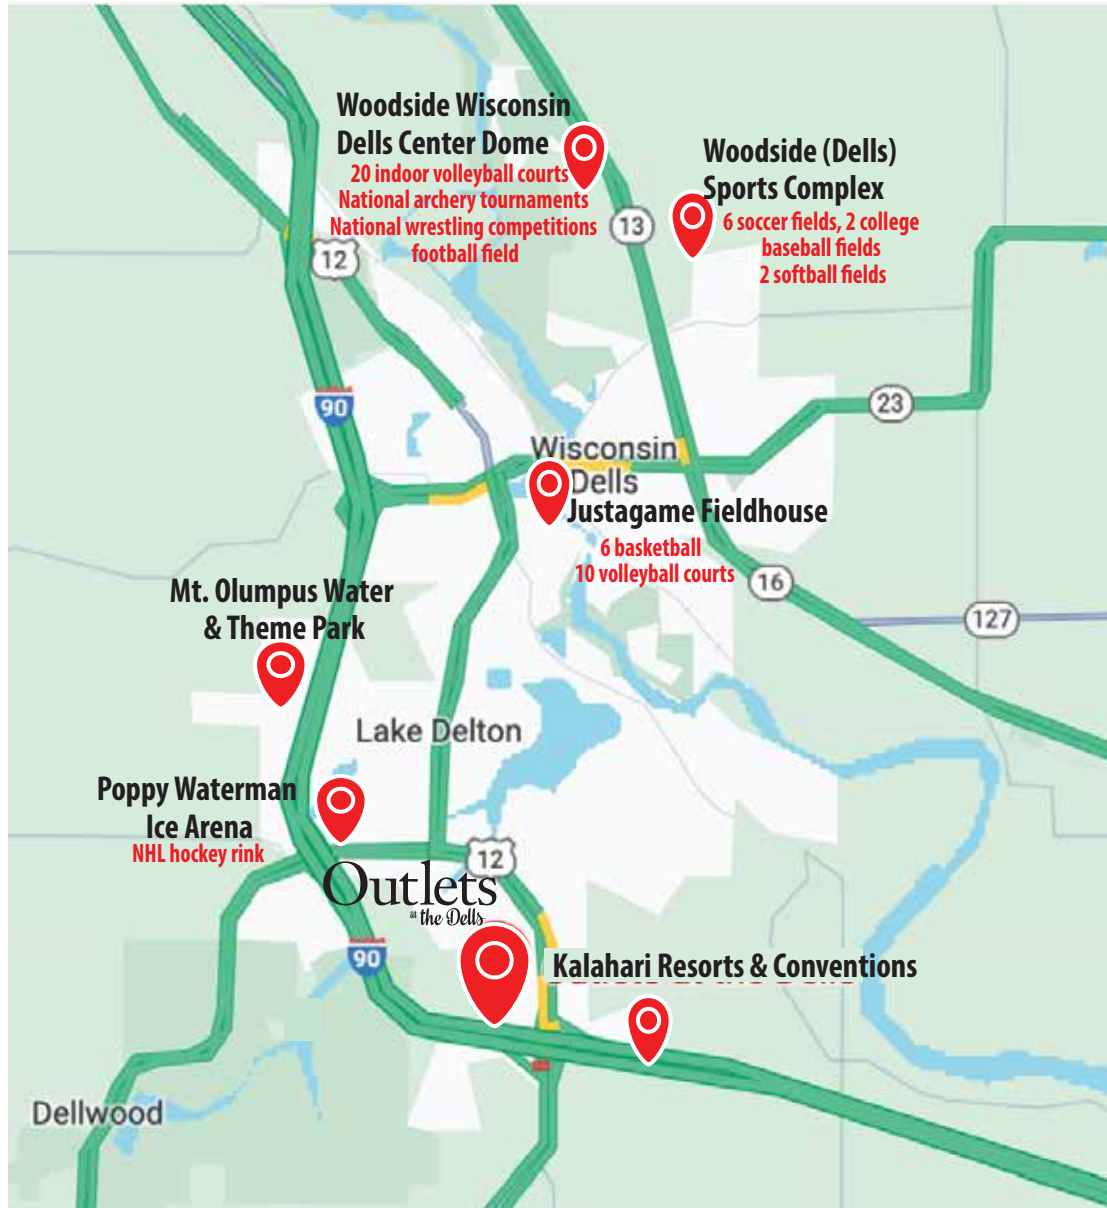 Woodside Wisconsin
Dells Center Dome
20 indoor volleyball courts
National archery tournaments
National wrestling competitions
football field
Woodside (Dells)
Sports Complex
6 soccer fields, 2 college
baseball fields
2 softball fields
13
12
90
23
Wisconsin
Dells
Justagame Fieldhouse
6 basketball
10 volleyball courts
16
127
Mt. Olumpus Water
& Theme Park
Lake Delton
Poppy Waterman
Ice Arena
NHL hockey rink
12
Outlets
at the Dells
90
Kalahari Resorts & Conventions
Dellwood